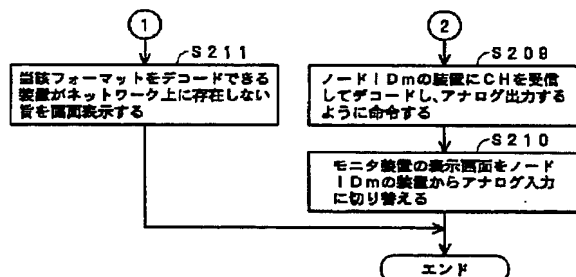 1
2
S211
S209
当該フォーマットをデコードできる
装置がネットワーク上に存在しない
旨を画面表示する
ノードIDmの装置にCHを受信
してデコードし、アナログ出力する
ように命令する
S210
モニタ装置の表示画面をノード
IDmの装置からアナログ入力
に切り替える
エンド